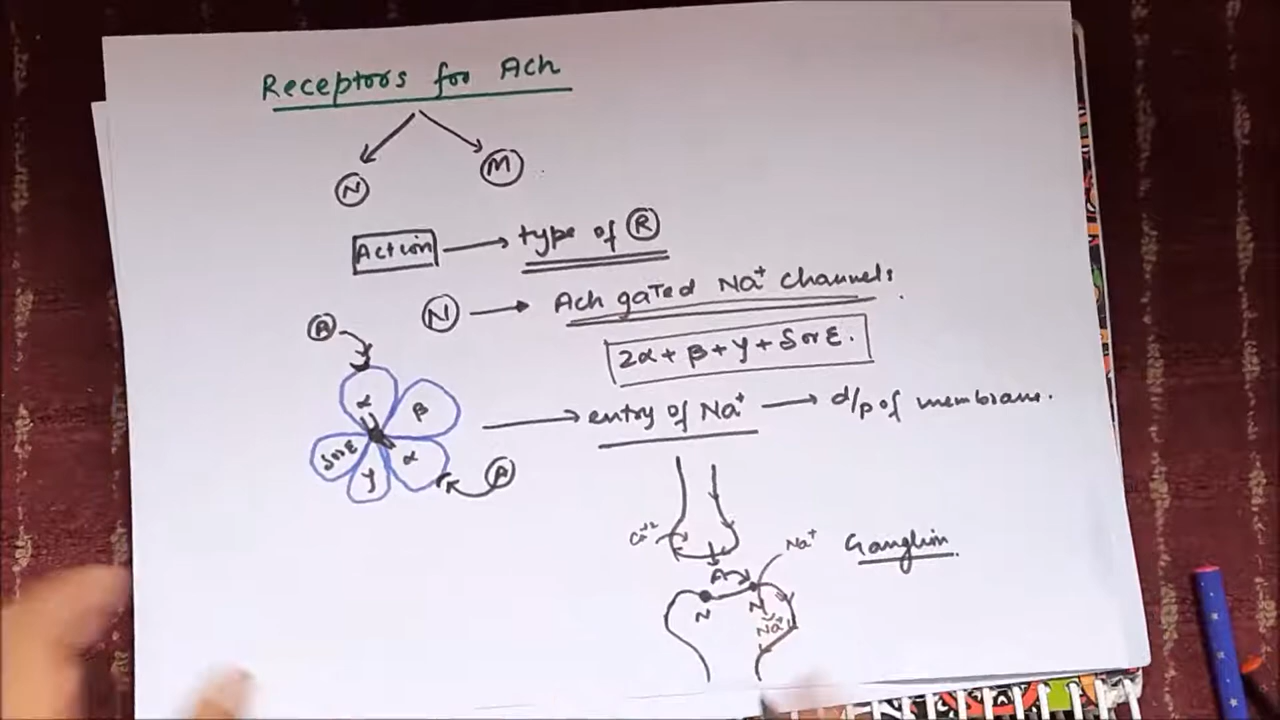 Receptors for Ach
N M
Action → type of R
N → Ach gated Na+ channels.
2α + β + γ + δ or ε.
A
α β
δ or ε α
γ A
→ entry of Na+ → d/p of membrane.
Ca+2
A Na+ Ganglion
N N
Na+